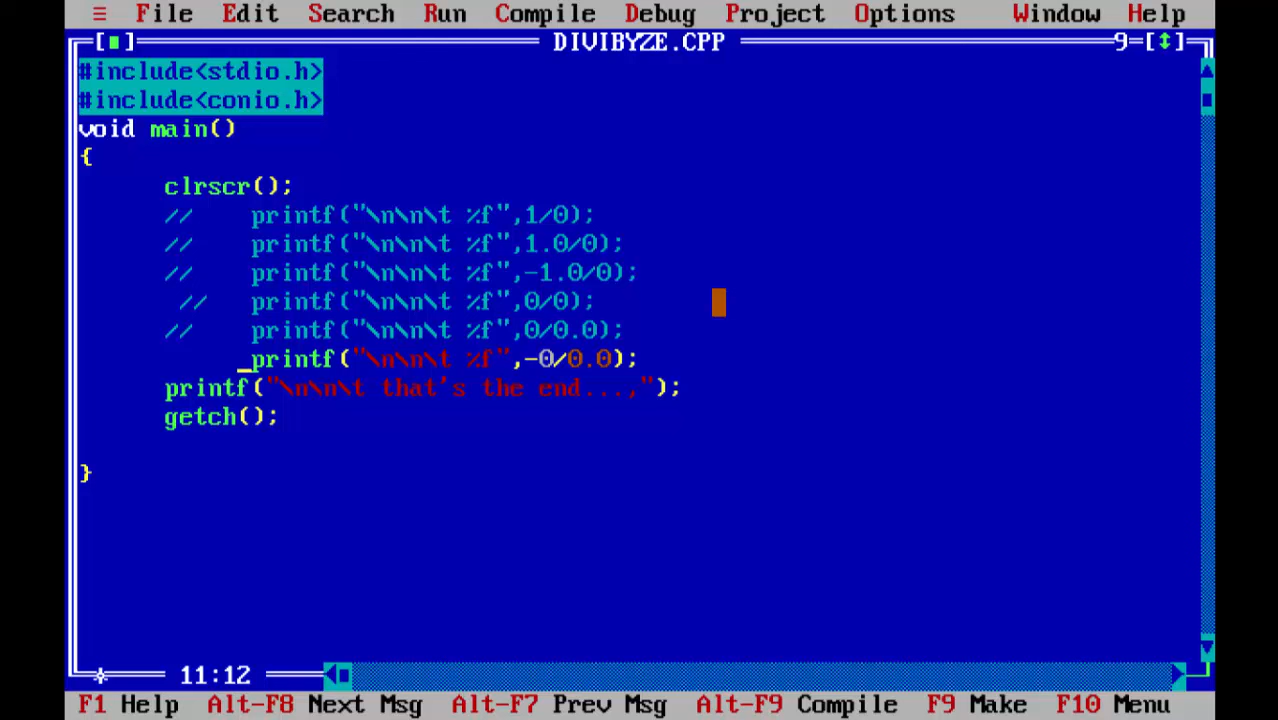 ≡ File Edit Search Run Compile Debug Project Options Window Help
[■] DIVIBYZE.CPP 9=[↕]
#include<stdio.h>
#include<conio.h>
void main()
{
clrscr();
// printf("\n\n\t %f",1/0);
// printf("\n\n\t %f",1.0/0);
// printf("\n\n\t %f",-1.0/0);
// printf("\n\n\t %f",0/0);
// printf("\n\n\t %f",0/0.0);
_printf("\n\n\t %f",-0/0.0);
printf("\n\n\t that's the end...,");
getch();
}
11:12
F1 Help Alt-F8 Next Msg Alt-F7 Prev Msg Alt-F9 Compile F9 Make F10 Menu